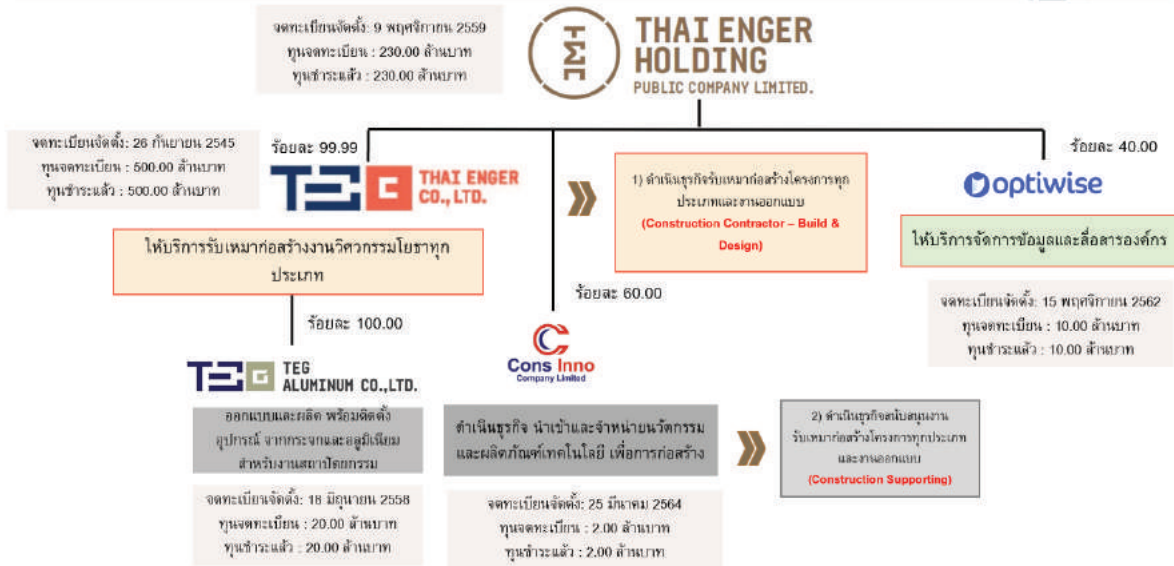 จดทะเบียนจัดตั้ง: 9 พฤศจิกายน 2559
ทุนจดทะเบียน : 230.00 ล้านบาท
ทุนชำระแล้ว : 230.00 ล้านบาท
THAI ENGER
HOLDING
PUBLIC COMPANY LIMITED.
จดทะเบียนจัดตั้ง: 26 กันยายน 2545
ทุนจดทะเบียน : 500.00 ล้านบาท
ทุนชำระแล้ว : 500.00 ล้านบาท
ร้อยละ 99.99
THAI ENGER
CO., LTD.
ให้บริการรับเหมาก่อสร้างงานวิศวกรรมโยธาทุก
ประเภท
1) ดำเนินธุรกิจรับเหมาก่อสร้างโครงการทุก
ประเภทและงานออกแบบ
(Construction Contractor – Build &
Design)
ร้อยละ 40.00
optiwise
ให้บริการจัดการข้อมูลและสื่อสารองค์กร
จดทะเบียนจัดตั้ง: 15 พฤศจิกายน 2562
ทุนจดทะเบียน : 10.00 ล้านบาท
ทุนชำระแล้ว : 10.00 ล้านบาท
ร้อยละ 100.00
TEG
ALUMINUM CO.,LTD.
ออกแบบและผลิต พร้อมติดตั้ง
อุปกรณ์ จากกระจกและอลูมิเนียม
สำหรับงานสถาปัตยกรรม
จดทะเบียนจัดตั้ง: 18 มิถุนายน 2558
ทุนจดทะเบียน : 20.00 ล้านบาท
ทุนชำระแล้ว : 20.00 ล้านบาท
ร้อยละ 60.00
Cons Inno
Company Limited
ดำเนินธุรกิจ นำเข้าและจำหน่ายนวัตกรรม
และผลิตภัณฑ์เทคโนโลยี เพื่อการก่อสร้าง
จดทะเบียนจัดตั้ง: 25 มีนาคม 2564
ทุนจดทะเบียน : 2.00 ล้านบาท
ทุนชำระแล้ว : 2.00 ล้านบาท
2) ดำเนินธุรกิจสนับสนุนงาน
รับเหมาก่อสร้างโครงการทุกประเภท
และงานออกแบบ
(Construction Supporting)